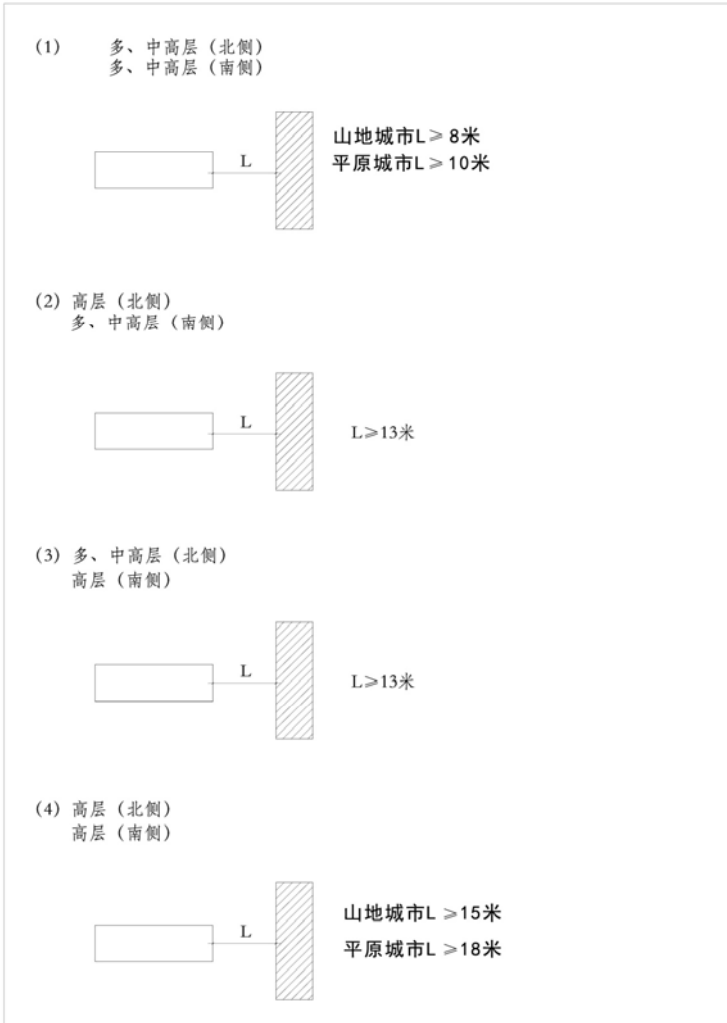 (1) 多、中高层（北侧）
多、中高层（南侧）
L
山地城市L≥8米
平原城市L≥10米
(2) 高层（北侧）
多、中高层（南侧）
L
L≥13米
(3) 多、中高层（北侧）
高层（南侧）
L
L≥13米
(4) 高层（北侧）
高层（南侧）
L
山地城市L ≥15米
平原城市L ≥18米